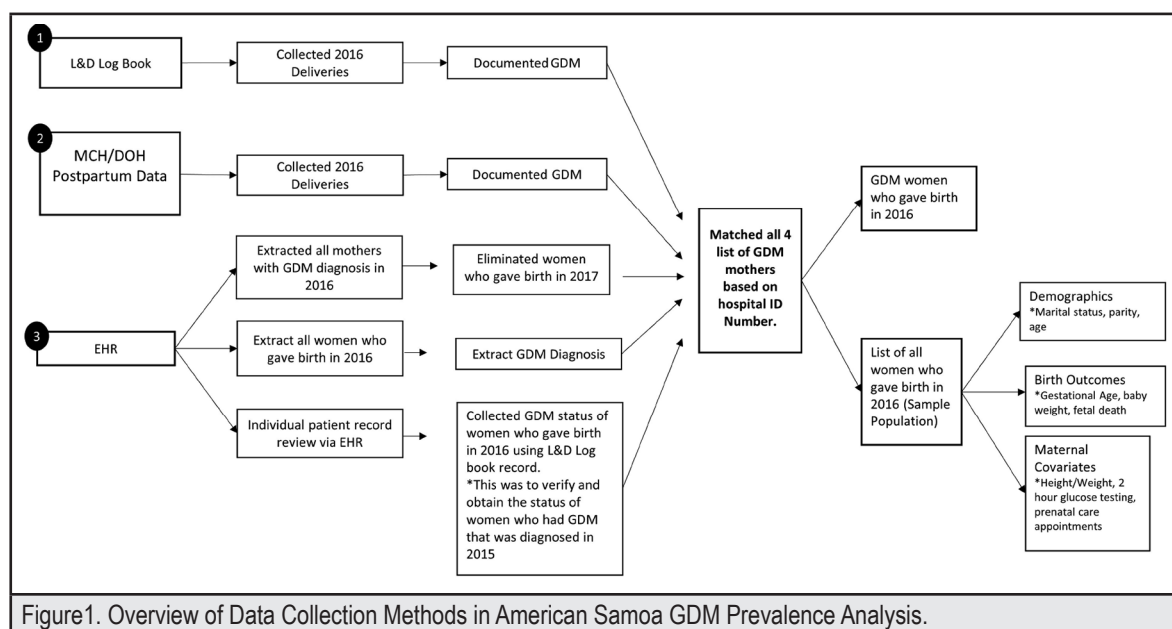 1
L&D Log Book
Collected 2016
Deliveries
Documented GDM
2
MCH/DOH
Postpartum Data
Collected 2016
Deliveries
Documented GDM
3
EHR
Extracted all mothers
with GDM diagnosis in
2016
Eliminated women
who gave birth in 2017
Extract all women who
gave birth in 2016
Extract GDM Diagnosis
Individual patient record
review via EHR
Collected GDM status of
women who gave birth
in 2016 using L&D Log
book record.
*This was to verify and
obtain the status of
women who had GDM
that was diagnosed in
2015
Matched all 4
list of GDM
mothers
based on
hospital ID
Number.
GDM women
who gave birth
in 2016
List of all
women who
gave birth in
2016 (Sample
Population)
Demographics
*Marital status, parity,
age
Birth Outcomes
*Gestational Age, baby
weight, fetal death
Maternal
Covariates
*Height/Weight, 2
hour glucose testing,
prenatal care
appointments
Figure1. Overview of Data Collection Methods in American Samoa GDM Prevalence Analysis.